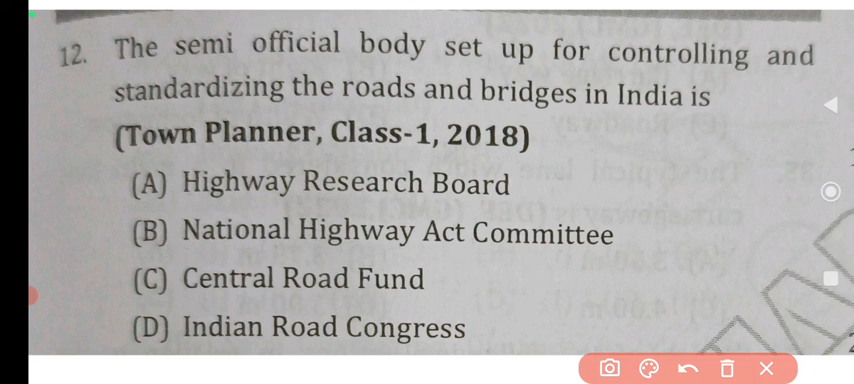 12. The semi official body set up for controlling and
standardizing the roads and bridges in India is
(Town Planner, Class-1, 2018)
(A) Highway Research Board
(B) National Highway Act Committee
(C) Central Road Fund
(D) Indian Road Congress